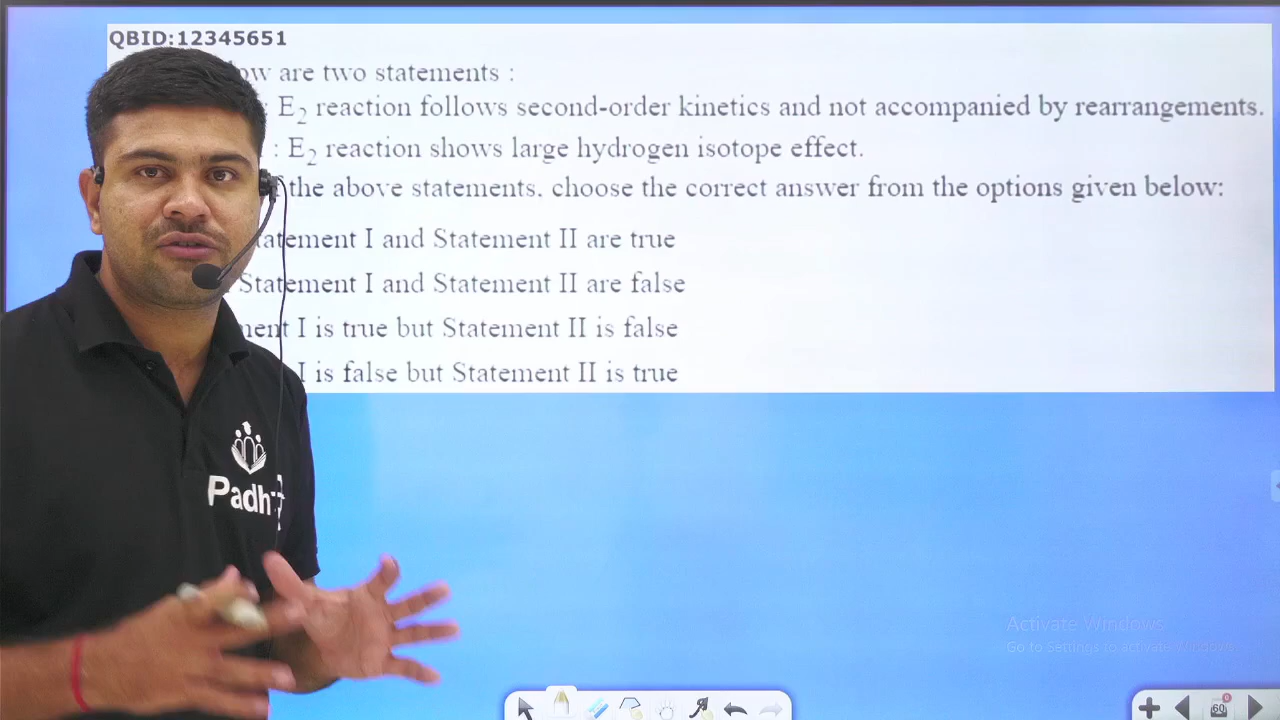 QBID:12345651
are two statements :
: E2 reaction follows second-order kinetics and not accompanied by rearrangements.
: E2 reaction shows large hydrogen isotope effect.
the above statements. choose the correct answer from the options given below:
Statement I and Statement II are true
Statement I and Statement II are false
I is true but Statement II is false
I is false but Statement II is true
Padh
Activate Windows
Go to Settings to activate Windows.
60